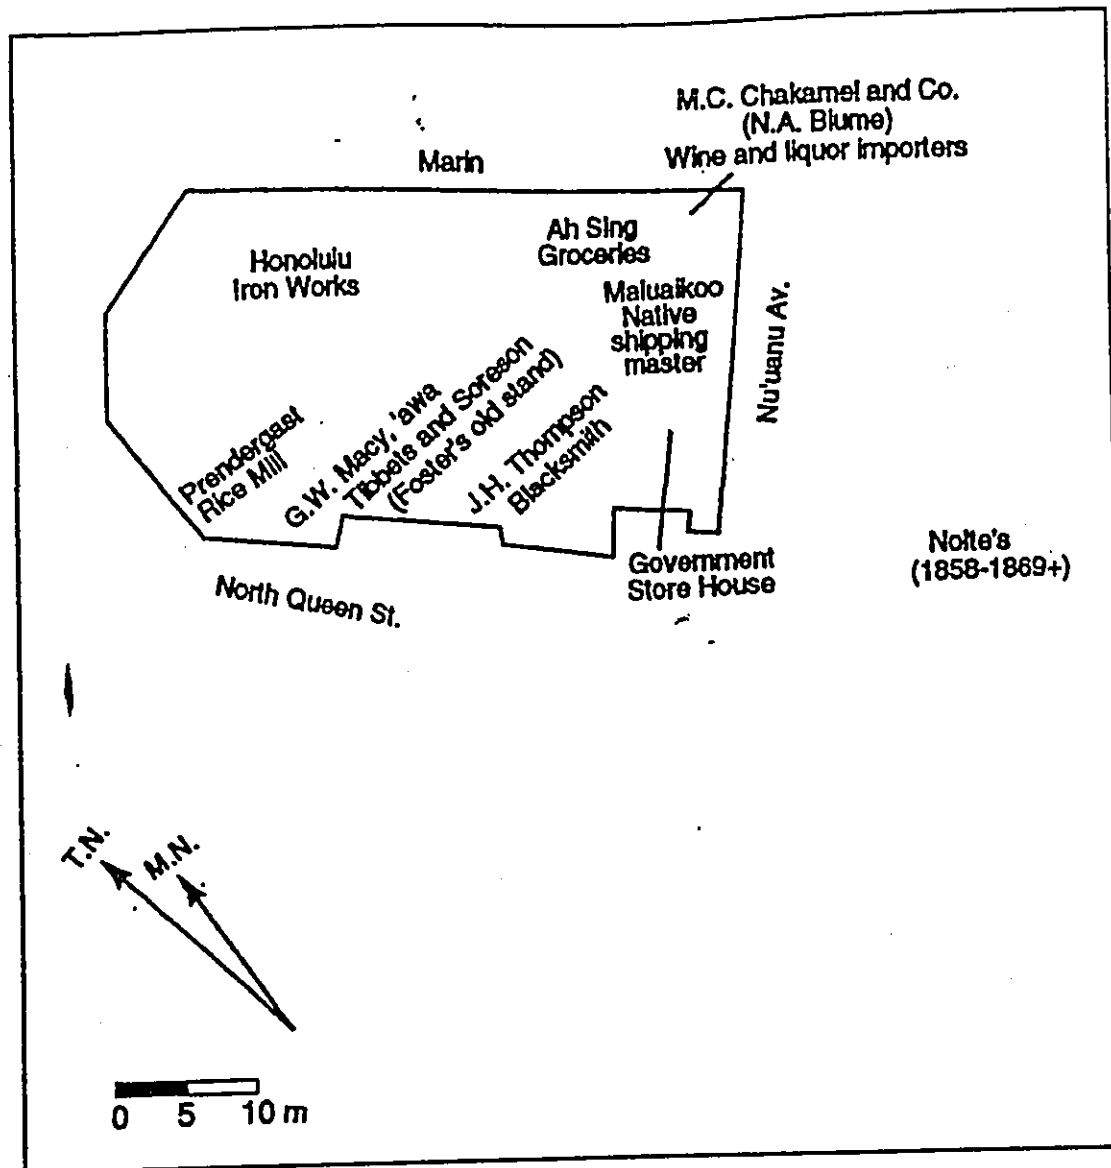 M.C. Chakamel and Co.
(N.A. Blume)
Wine and liquor importers
Marin
Ah Sing
Groceries
Honolulu
Iron Works
Maluaikoo
Native
shipping
master
Nu'uanu Av.
Prendergast
Rice Mill
G.W. Macy, 'awa
Tibbets and Soreson
(Foster's old stand)
J.H. Thompson
Blacksmith
Government
Store House
Nolte's
(1858-1869+)
North Queen St.
T.N.
M.N.
0 5 10 m